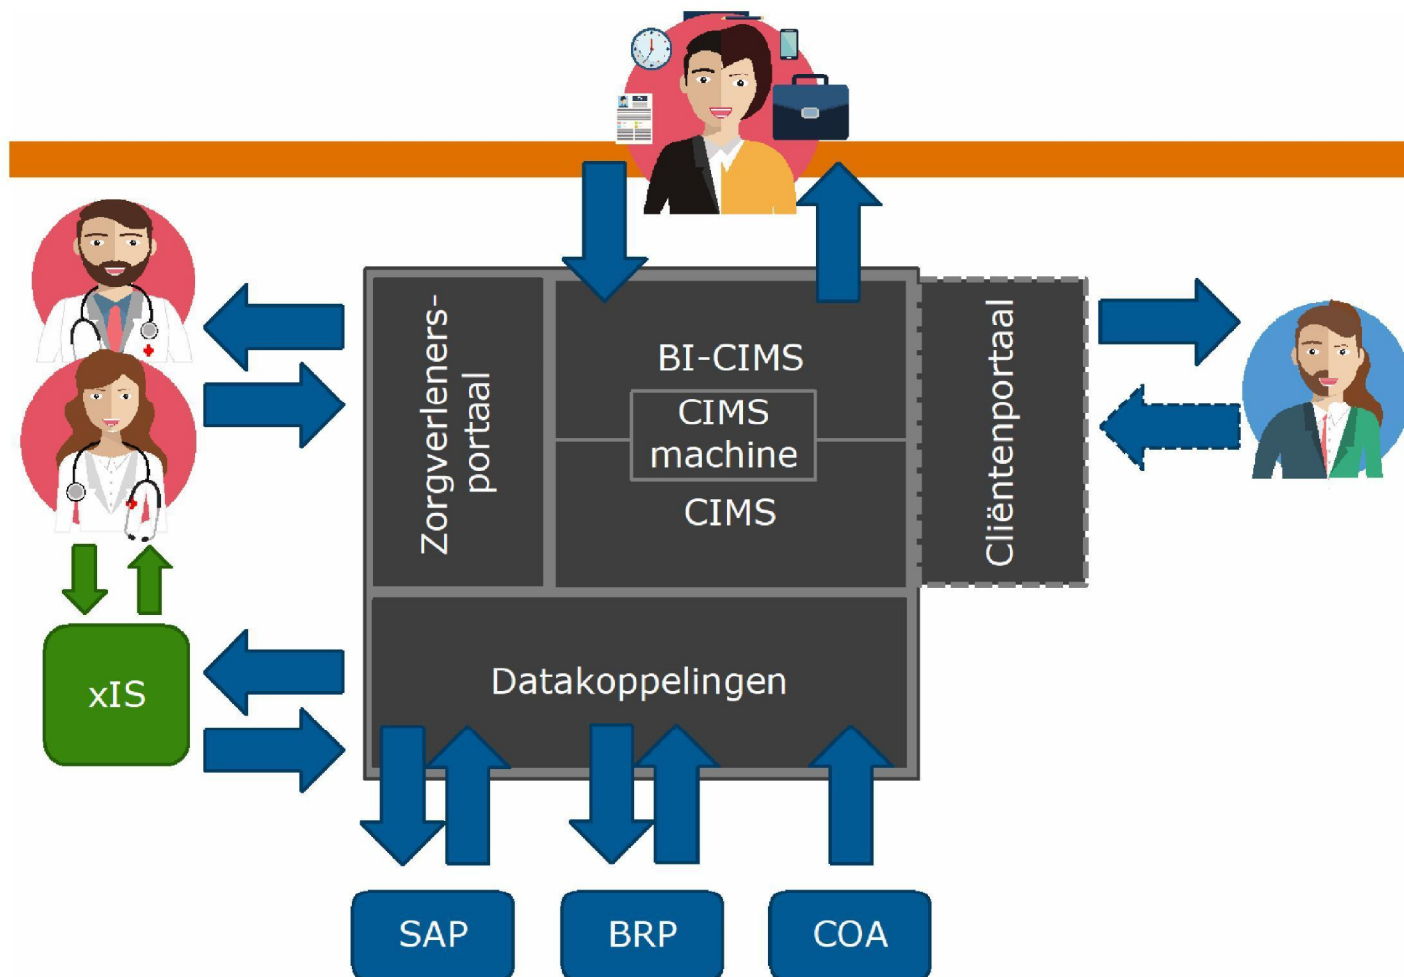 Zorgverleners-
portaal
BI-CIMS
CIMS
machine
CIMS
Cliëntenportaal
xIS
Datakoppelingen
SAP
BRP
COA